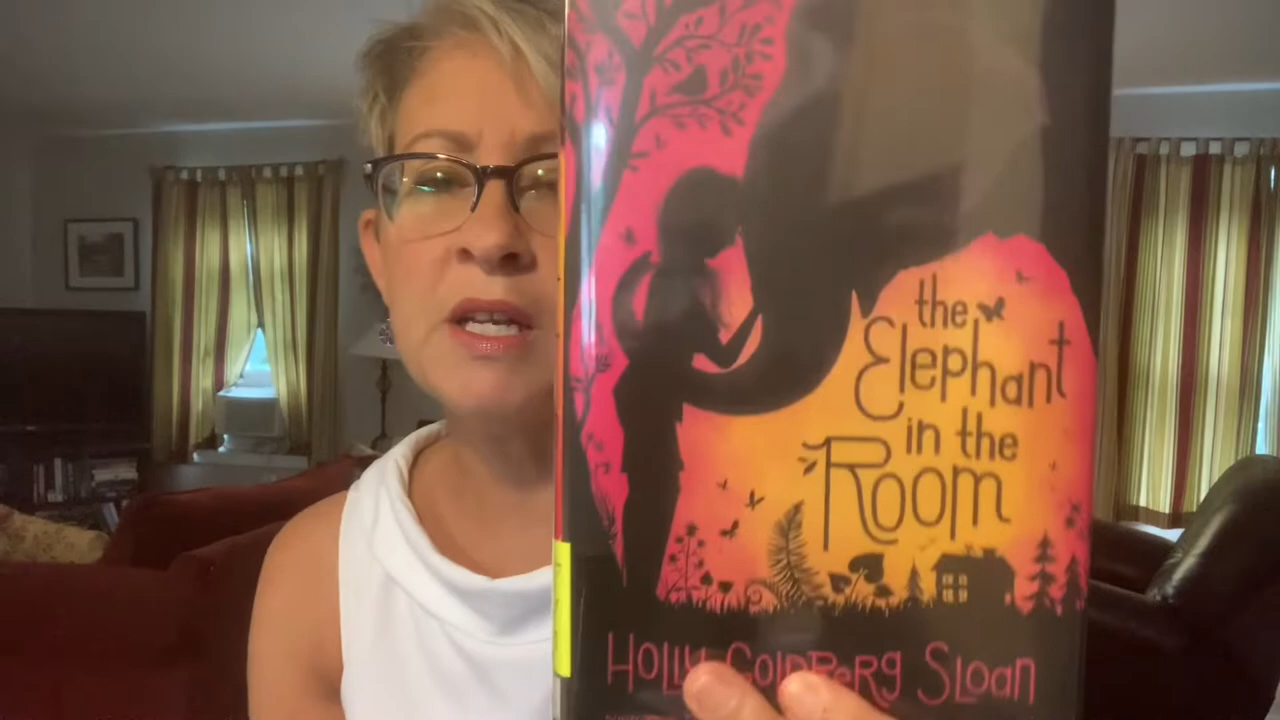 the
Elephant
in the
Room
Holly Goldberg Sloan